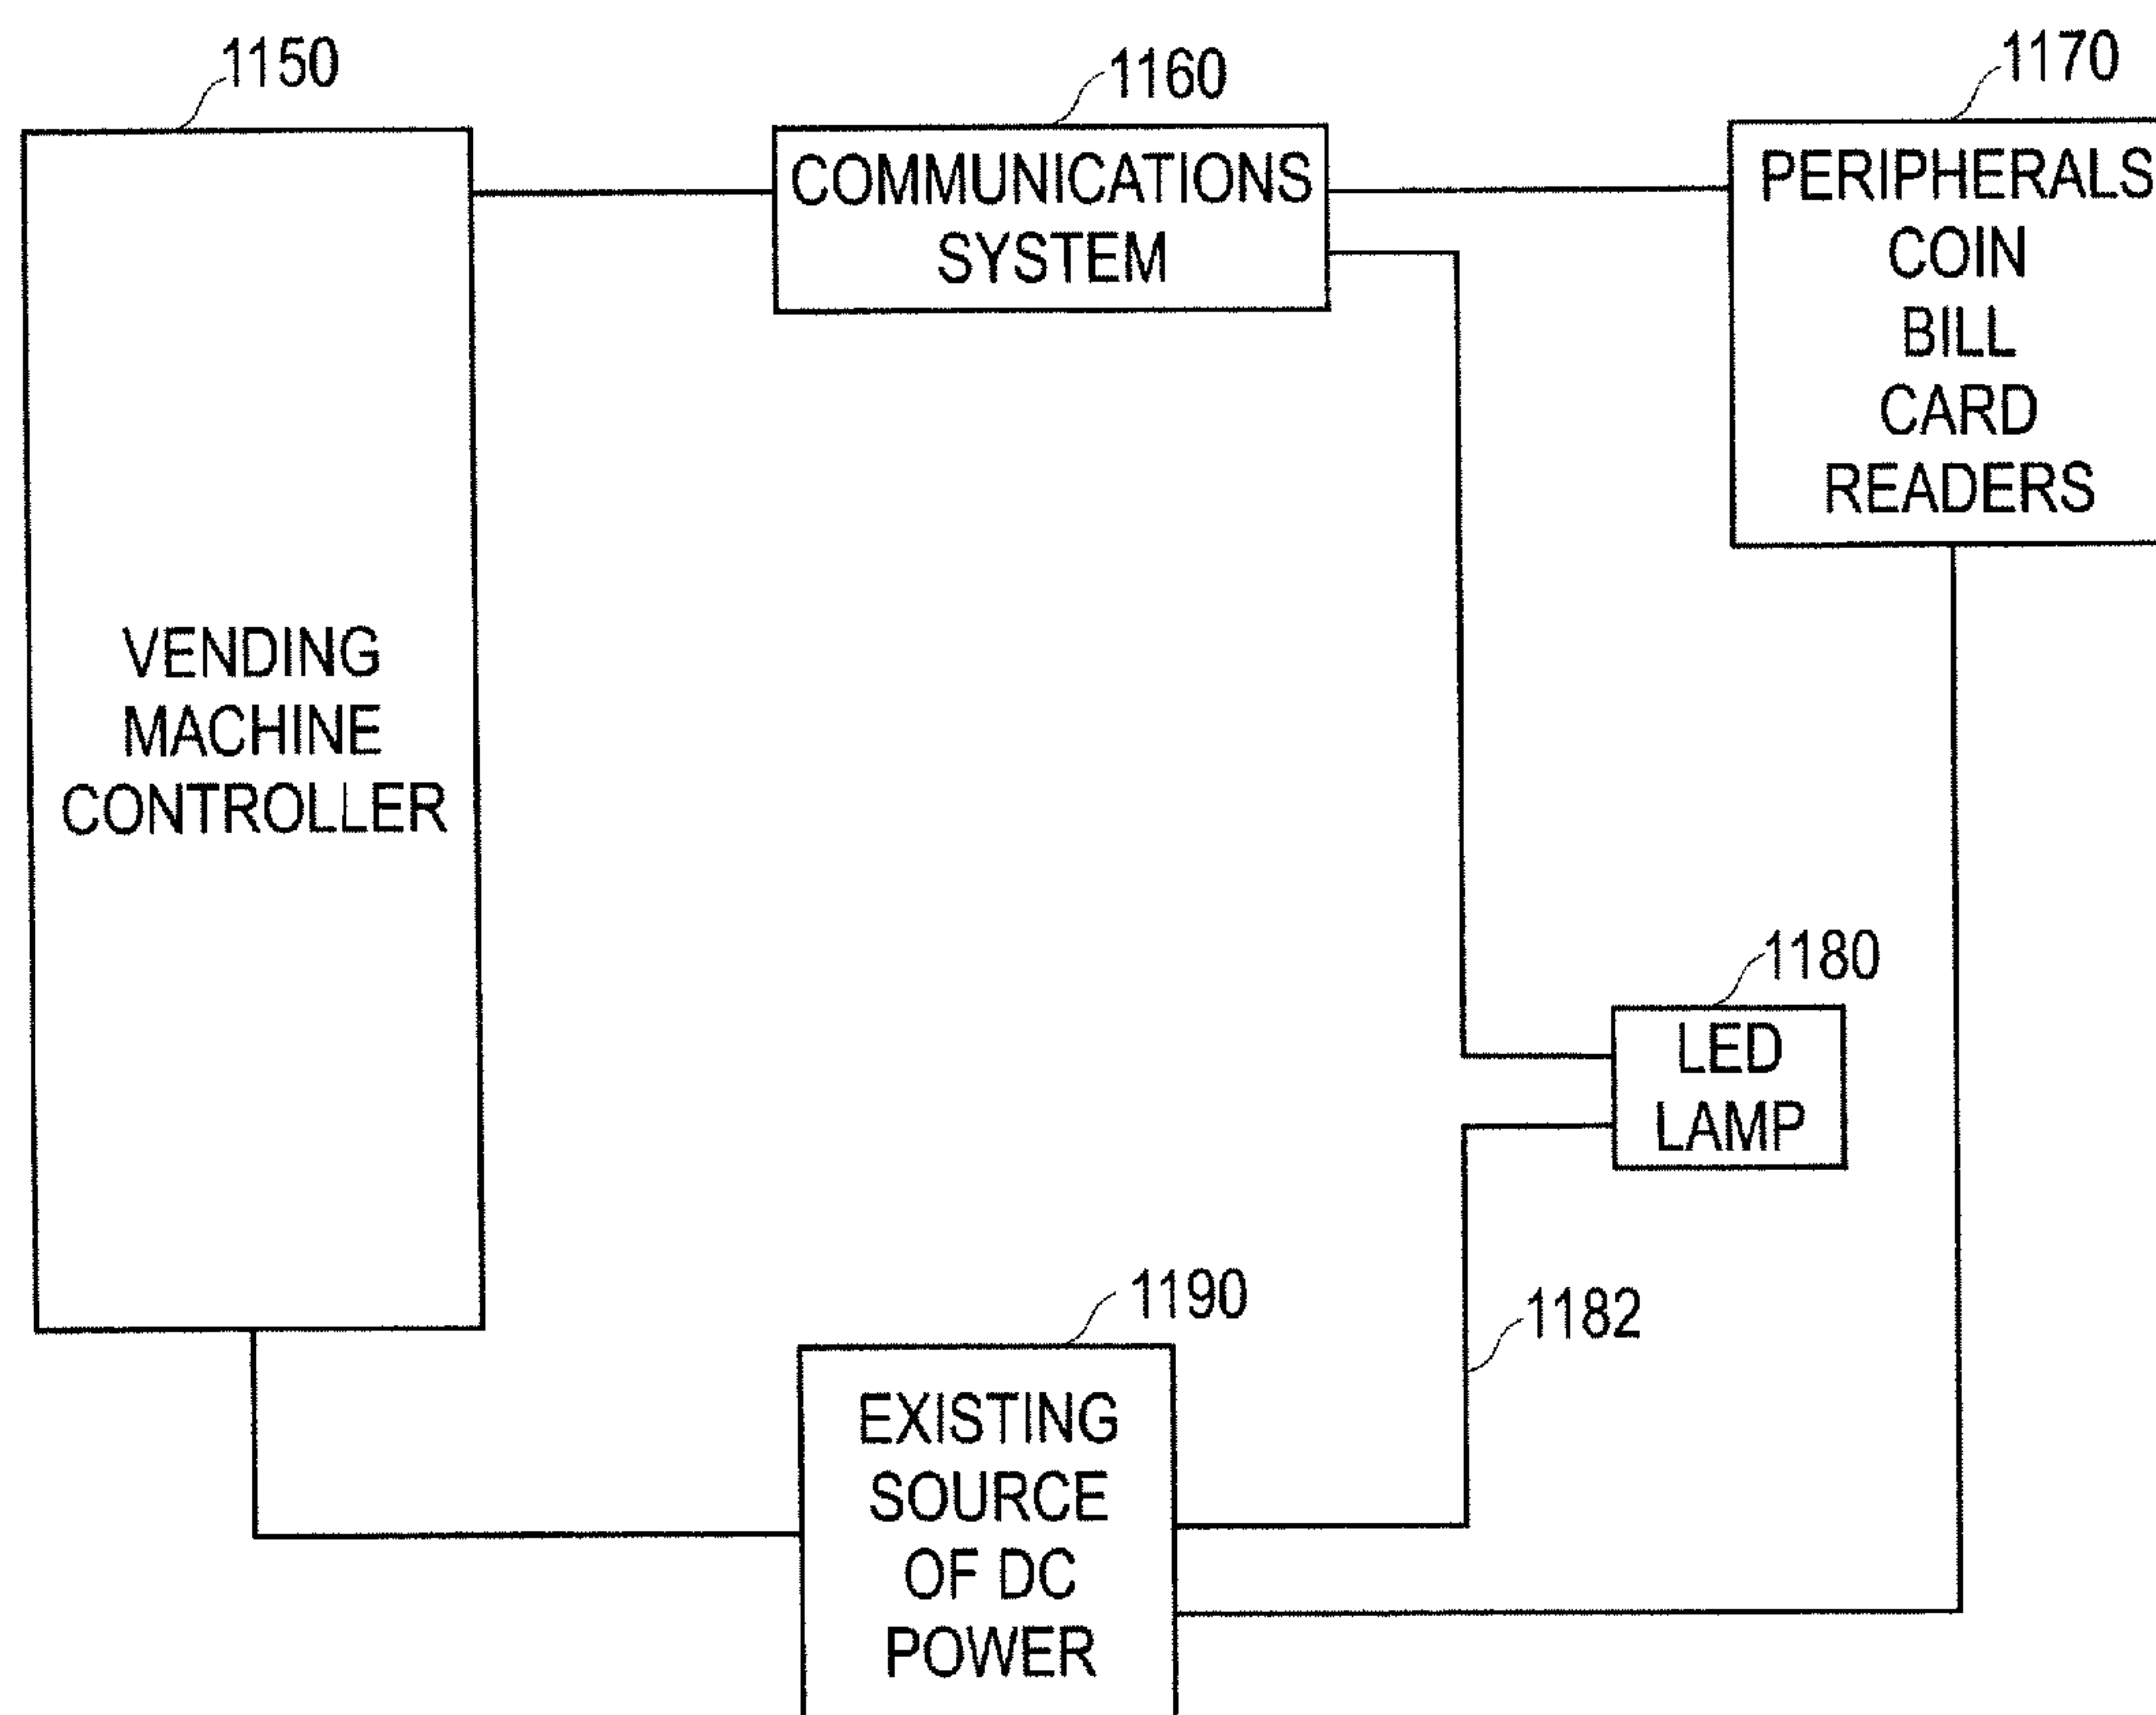 1150
1160
1170
COMMUNICATIONS
SYSTEM
PERIPHERALS
COIN
BILL
CARD
READERS
VENDING
MACHINE
CONTROLLER
1180
LED
LAMP
1190
1182
EXISTING
SOURCE
OF DC
POWER